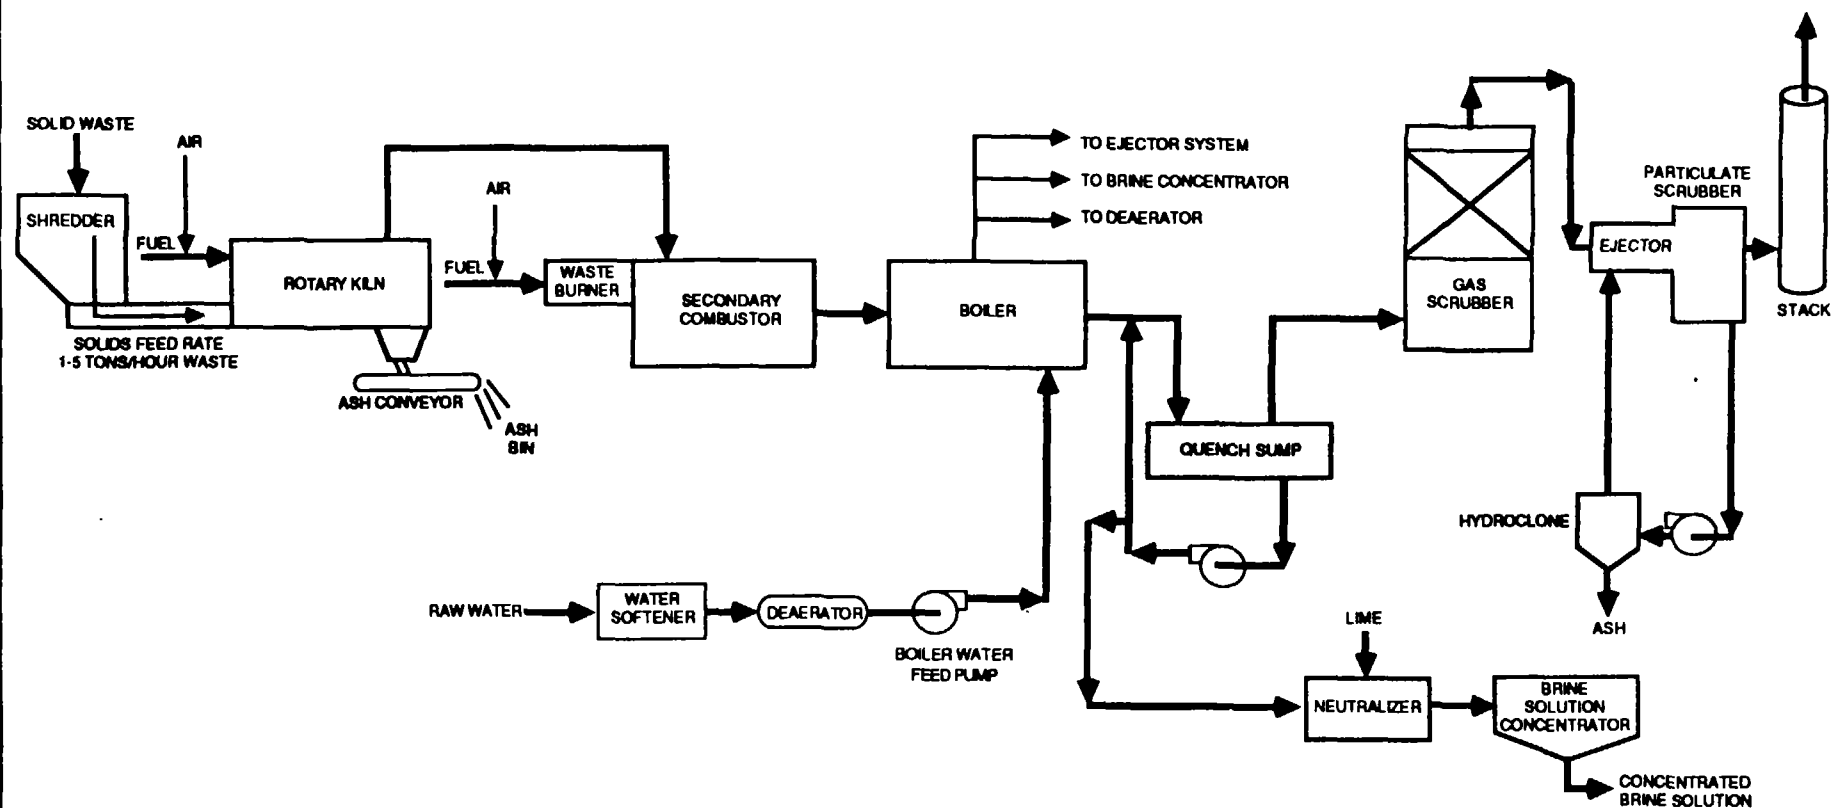 SOLID WASTE
AIR
SHREDDER
FUEL
ROTARY KILN
SOLIDS FEED RATE
1-5 TONS/HOUR WASTE
ASH CONVEYOR
ASH
BIN
AIR
FUEL
WASTE
BURNER
SECONDARY
COMBUSTOR
BOILER
TO EJECTOR SYSTEM
TO BRINE CONCENTRATOR
TO DEAERATOR
QUENCH SUMP
GAS
SCRUBBER
PARTICULATE
SCRUBBER
EJECTOR
STACK
HYDROCLONE
ASH
RAW WATER
WATER
SOFTENER
DEAERATOR
BOILER WATER
FEED PUMP
LIME
NEUTRALIZER
BRINE
SOLUTION
CONCENTRATOR
CONCENTRATED
BRINE SOLUTION